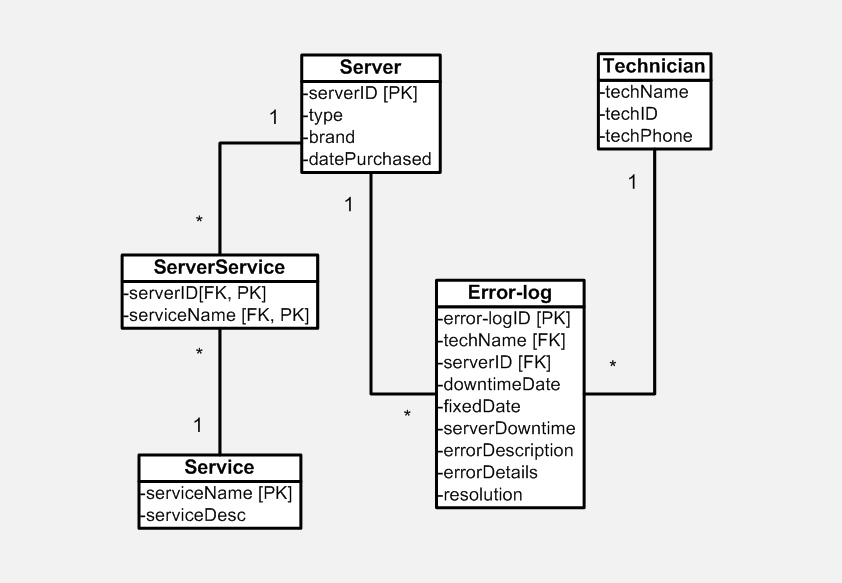 Server
-serverID [PK]
-type
-brand
-datePurchased
Technician
-techName
-techID
-techPhone
1
1
1
*
ServerService
-serverID[FK, PK]
-serviceName [FK, PK]
*
1
Error-log
-error-logID [PK]
-techName [FK]
-serverID [FK]
-downtimeDate
-fixedDate
-serverDowntime
-errorDescription
-errorDetails
-resolution
*
*
Service
-serviceName [PK]
-serviceDesc